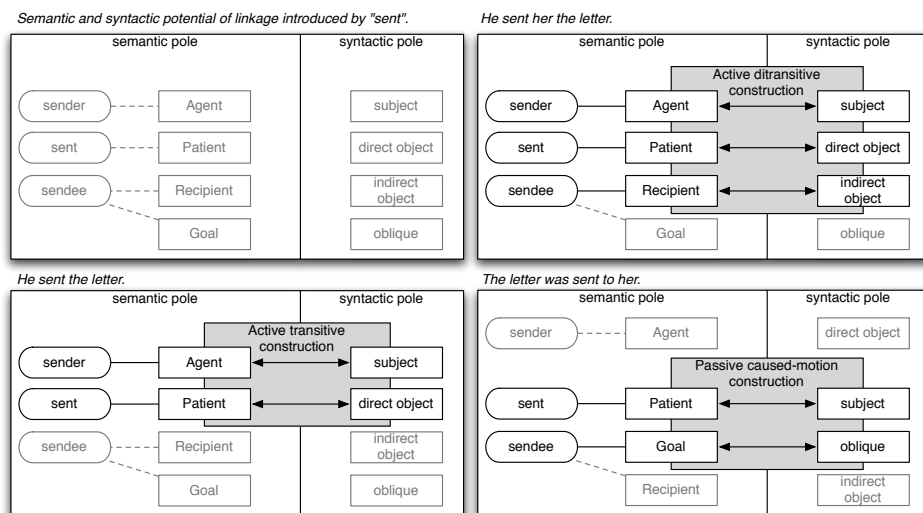 Semantic and syntactic potential of linkage introduced by "sent".
semantic pole
syntactic pole
sender
Agent
subject
sent
Patient
direct object
sendee
Recipient
indirect
object
Goal
oblique
He sent her the letter.
semantic pole
syntactic pole
Active ditransitive
construction
sender
Agent
subject
sent
Patient
direct object
sendee
Recipient
indirect
object
Goal
oblique
He sent the letter.
semantic pole
syntactic pole
Active transitive
construction
sender
Agent
subject
sent
Patient
direct object
sendee
Recipient
indirect
object
Goal
oblique
The letter was sent to her.
semantic pole
syntactic pole
sender
Agent
direct object
Passive caused-motion
construction
sent
Patient
subject
sendee
Goal
oblique
Recipient
indirect
object